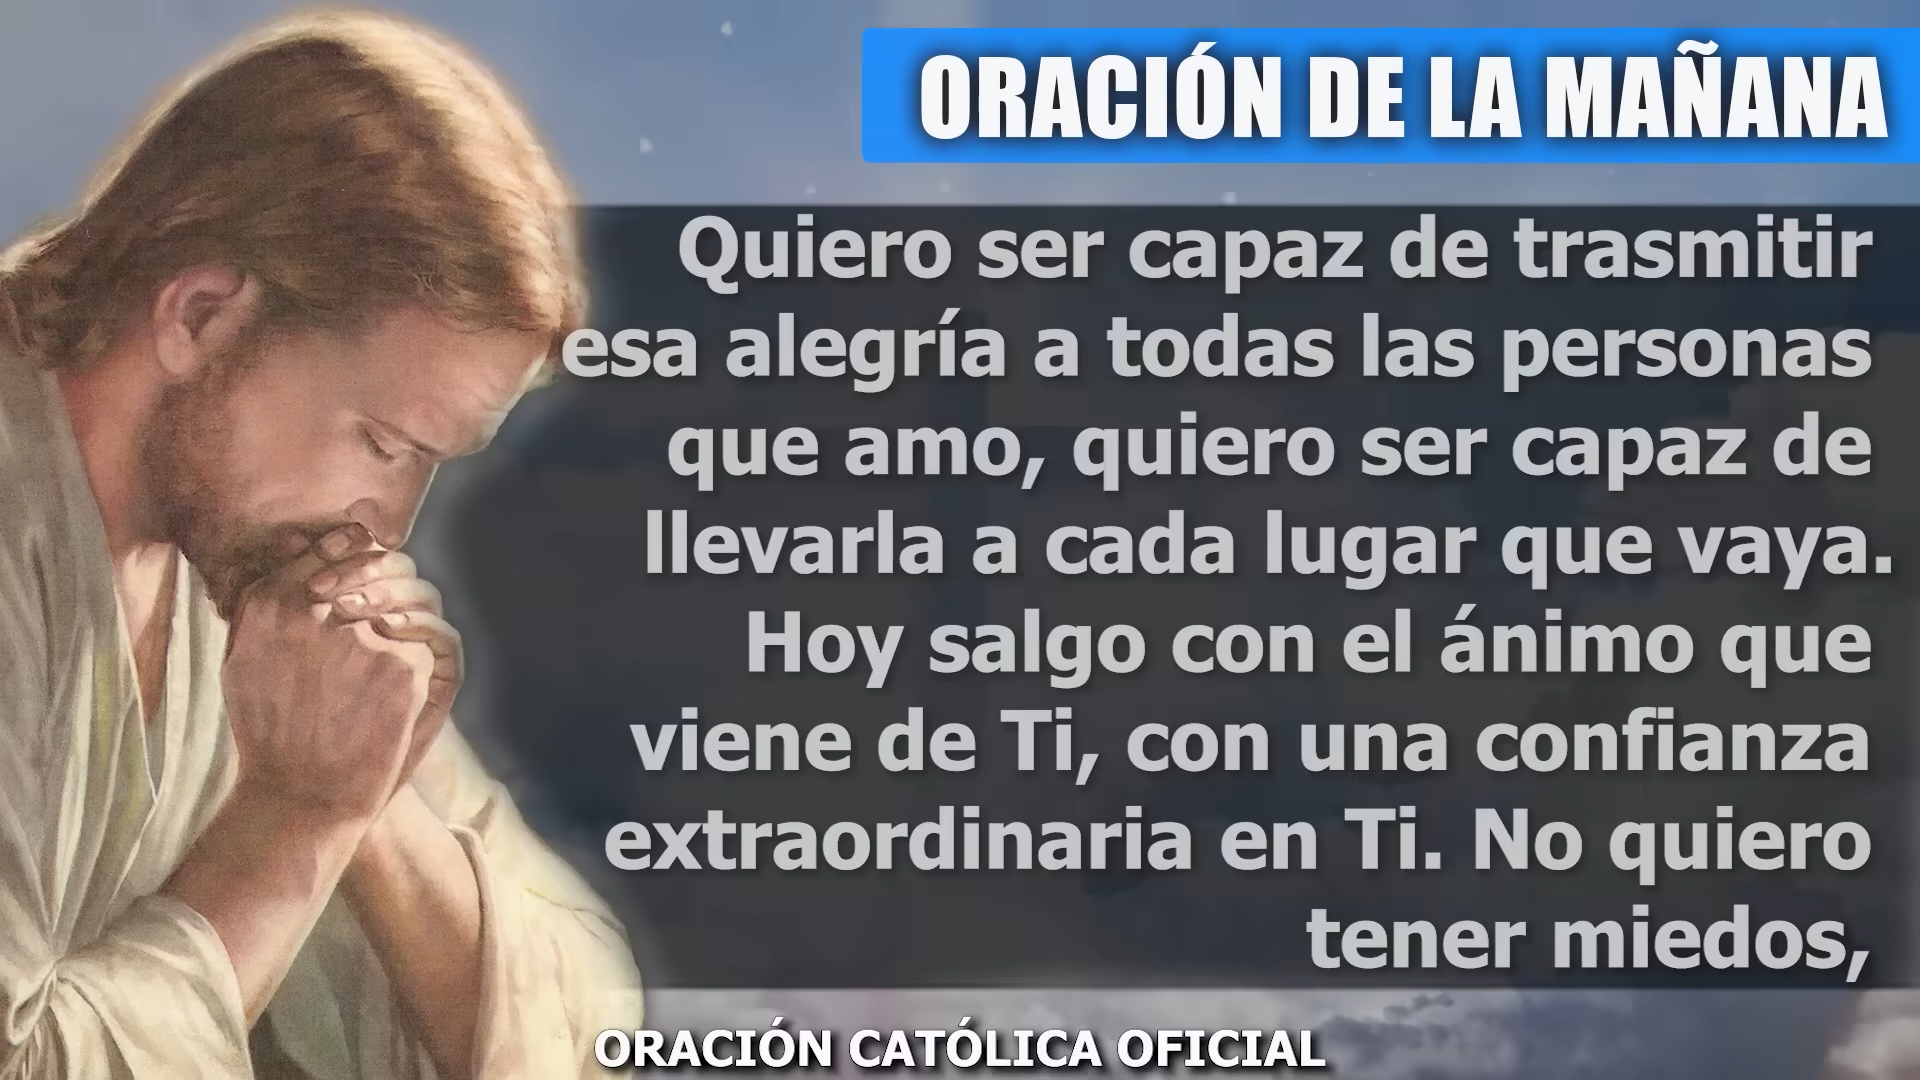 ORACIÓN DE LA MAÑANA
Quiero ser capaz de trasmitir
esa alegría a todas las personas
que amo, quiero ser capaz de
llevarla a cada lugar que vaya.
Hoy salgo con el ánimo que
viene de Ti, con una confianza
extraordinaria en Ti. No quiero
tener miedos,
ORACIÓN CATÓLICA OFICIAL